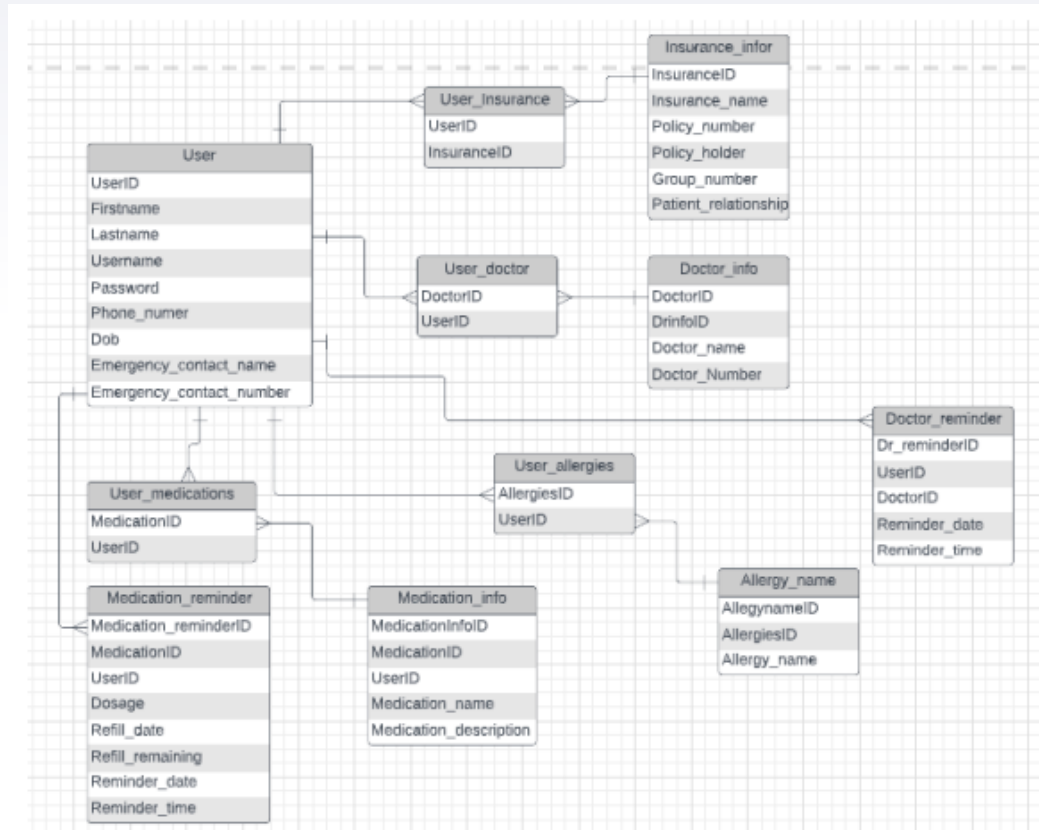 Insurance_infor
InsuranceID
Insurance_name
Policy_number
Policy_holder
Group_number
Patient_relationship
User_Insurance
UserID
InsuranceID
User
UserID
Firstname
Lastname
Username
Password
Phone_numer
Dob
Emergency_contact_name
Emergency_contact_number
User_doctor
DoctorID
UserID
Doctor_info
DoctorID
DrinfoID
Doctor_name
Doctor_Number
Doctor_reminder
Dr_reminderID
UserID
DoctorID
Reminder_date
Reminder_time
User_allergies
AllergiesID
UserID
User_medications
MedicationID
UserID
Allergy_name
AllegynameID
AllergiesID
Allergy_name
Medication_reminder
Medication_reminderID
MedicationID
UserID
Dosage
Refill_date
Refill_remaining
Reminder_date
Reminder_time
Medication_info
MedicationInfoID
MedicationID
UserID
Medication_name
Medication_description